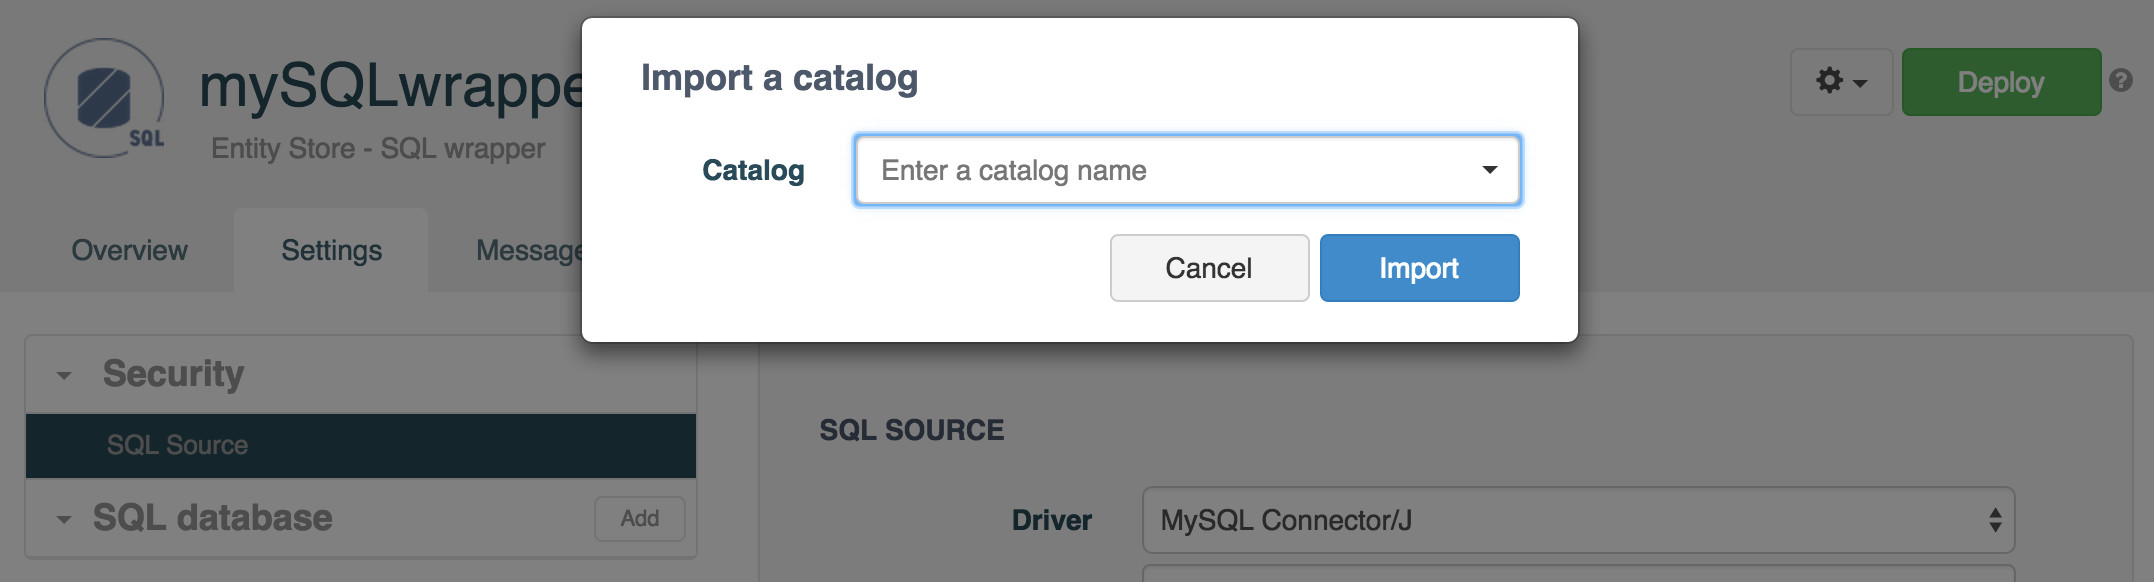 SQL
mySQLwrappe
Entity Store - SQL wrapper
Deploy
?
Import a catalog
Catalog
Enter a catalog name
Cancel
Import
Overview
Settings
Message
Security
SQL Source
SQL database
Add
SQL SOURCE
Driver
MySQL Connector/J